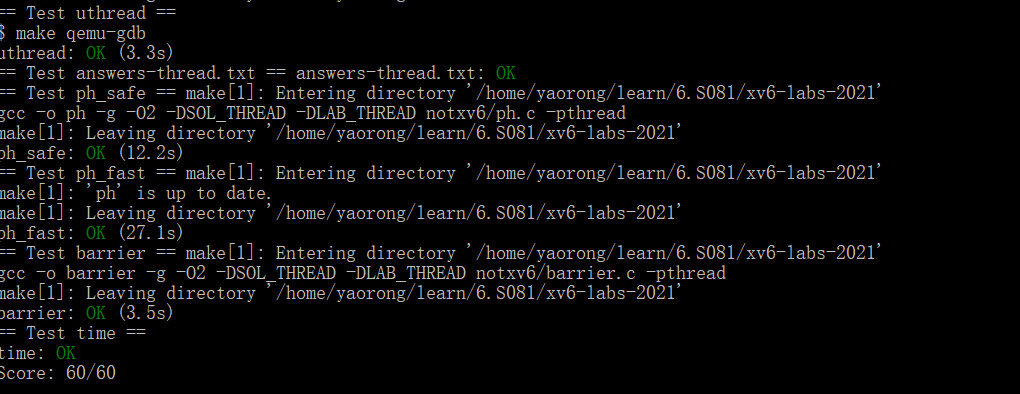 == Test uthread ==
$ make qemu-gdb
uthread: OK (3.3s)
== Test answers-thread.txt == answers-thread.txt: OK
== Test ph_safe == make[1]: Entering directory '/home/yaorong/learn/6.S081/xv6-labs-2021'
gcc -o ph -g -O2 -DSOL_THREAD -DLAB_THREAD notxv6/ph.c -pthread
make[1]: Leaving directory '/home/yaorong/learn/6.S081/xv6-labs-2021'
ph_safe: OK (12.2s)
== Test ph_fast == make[1]: Entering directory '/home/yaorong/learn/6.S081/xv6-labs-2021'
make[1]: 'ph' is up to date.
make[1]: Leaving directory '/home/yaorong/learn/6.S081/xv6-labs-2021'
ph_fast: OK (27.1s)
== Test barrier == make[1]: Entering directory '/home/yaorong/learn/6.S081/xv6-labs-2021'
gcc -o barrier -g -O2 -DSOL_THREAD -DLAB_THREAD notxv6/barrier.c -pthread
make[1]: Leaving directory '/home/yaorong/learn/6.S081/xv6-labs-2021'
barrier: OK (3.5s)
== Test time ==
time: OK
Score: 60/60